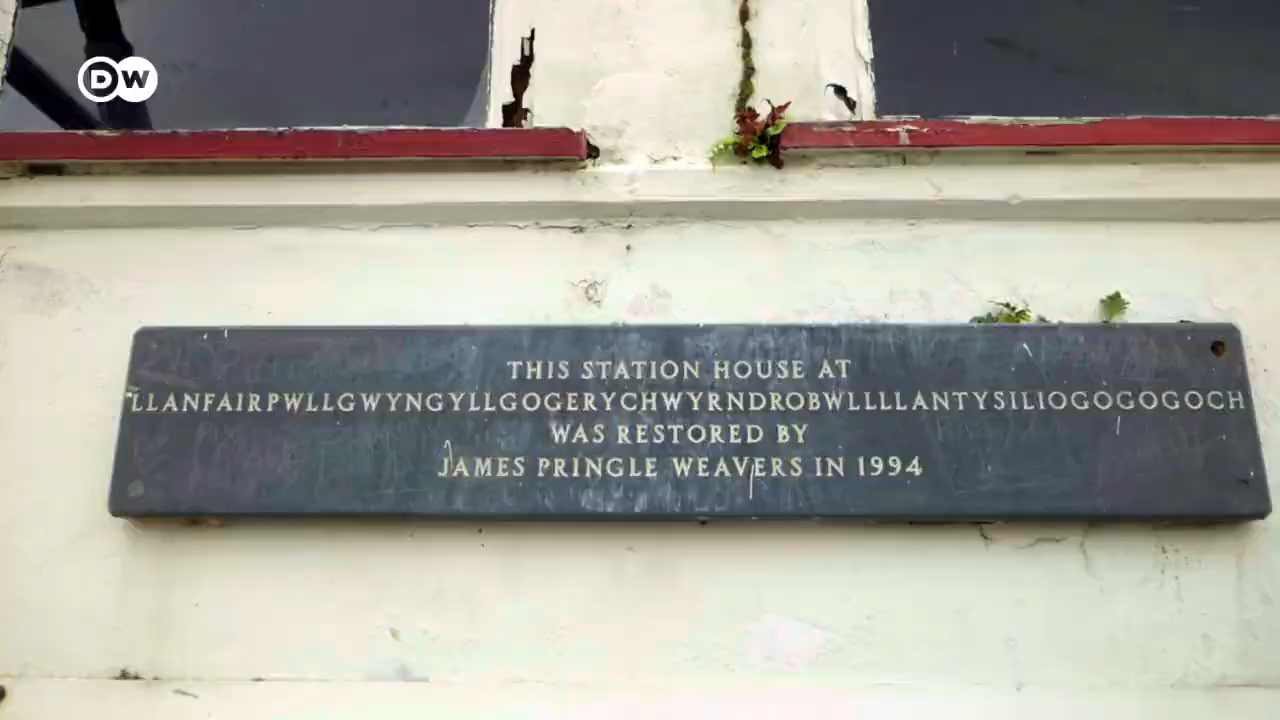 DW
THIS STATION HOUSE AT
LLANFAIRPWLLGWYNGYLLGOGERYCHWYRNDROBWLLLLANTYSILIOGOGOGOCH
WAS RESTORED BY
JAMES PRINGLE WEAVERS IN 1994